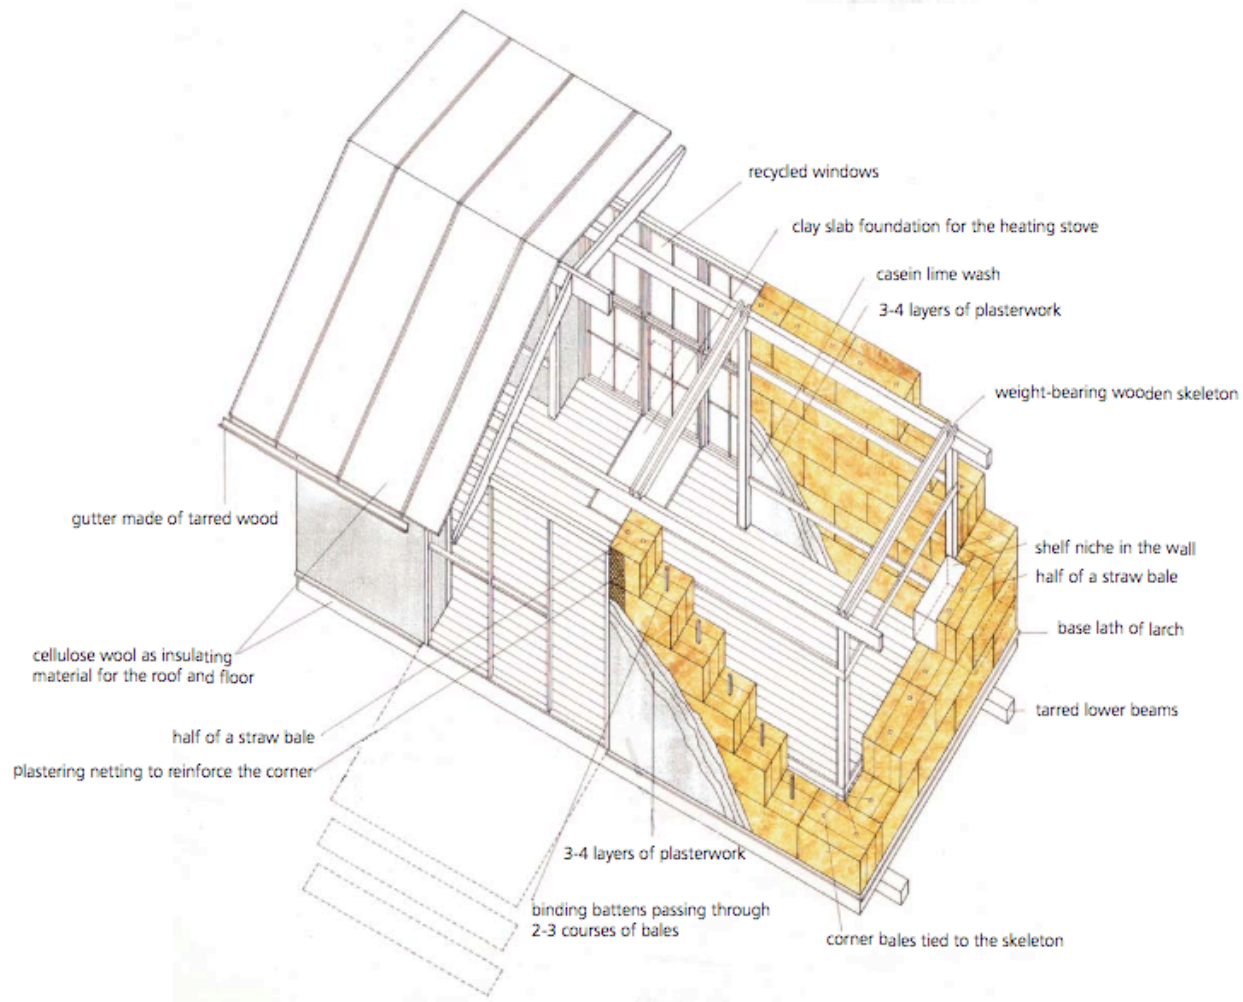 recycled windows
clay slab foundation for the heating stove
casein lime wash
3-4 layers of plasterwork
weight-bearing wooden skeleton
gutter made of tarred wood
shelf niche in the wall
half of a straw bale
base lath of larch
cellulose wool as insulating
material for the roof and floor
tarred lower beams
half of a straw bale
plastering netting to reinforce the corner
3-4 layers of plasterwork
binding battens passing through
2-3 courses of bales
corner bales tied to the skeleton